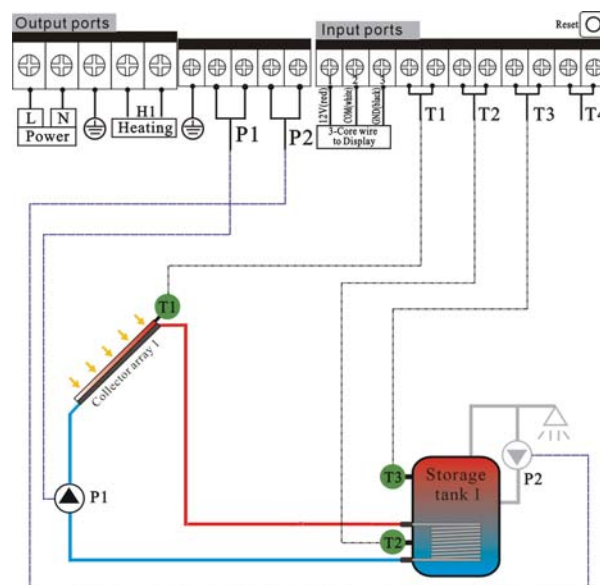 Output ports
Input ports
Reset
L
N
Power
H1
Heating
P1
P2
12V(red)
COM(white)
GND(black)
3-Core wire
to Display
T1
T2
T3
T4
T1
Collector array 1
P1
T3
T2
Storage
tank 1
P2